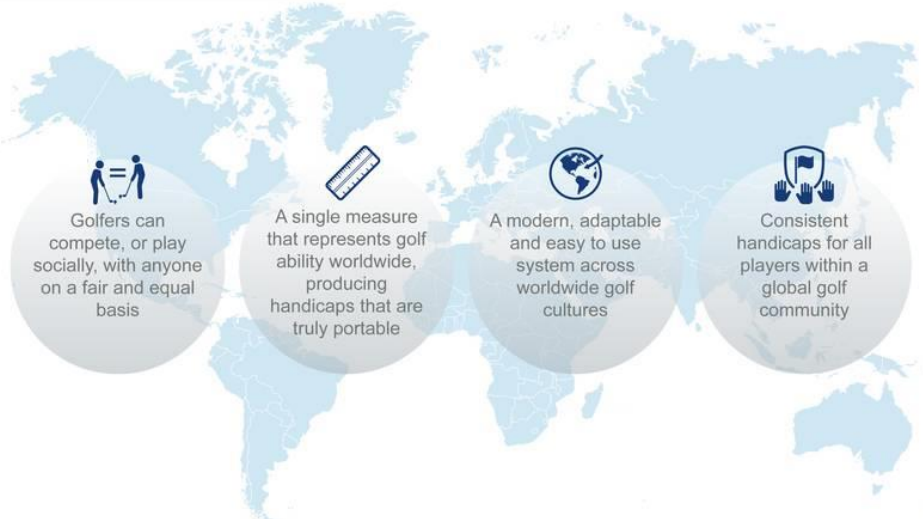 Golfers can
compete, or play
socially, with anyone
on a fair and equal
basis
A single measure
that represents golf
ability worldwide,
producing
handicaps that are
truly portable
A modern, adaptable
and easy to use
system across
worldwide golf
cultures
Consistent
handicaps for all
players within a
global golf
community